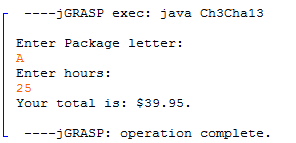 ----jGRASP exec: java Ch3Cha13
Enter Package letter:
A
Enter hours:
25
Your total is: $39.95.
----jGRASP: operation complete.